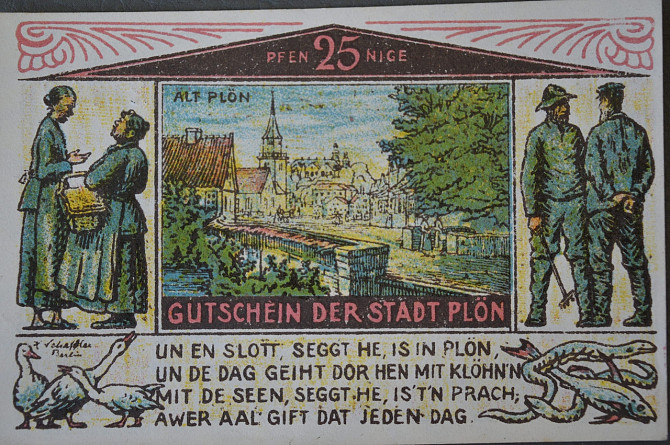 PFEN 25 NIGE
ALT PLÖN
GUTSCHEIN DER STADT PLÖN
UN EN SLOTT, SEGGT HE, IS IN PLÖN,
UN DE DAG GEIHT DOR HEN MIT KLÖHN'N
MIT DE SEEN, SEGGT HE, IS'T'N PRACH;
AWER AAL GIFT DAT JEDEN DAG.
Berlin